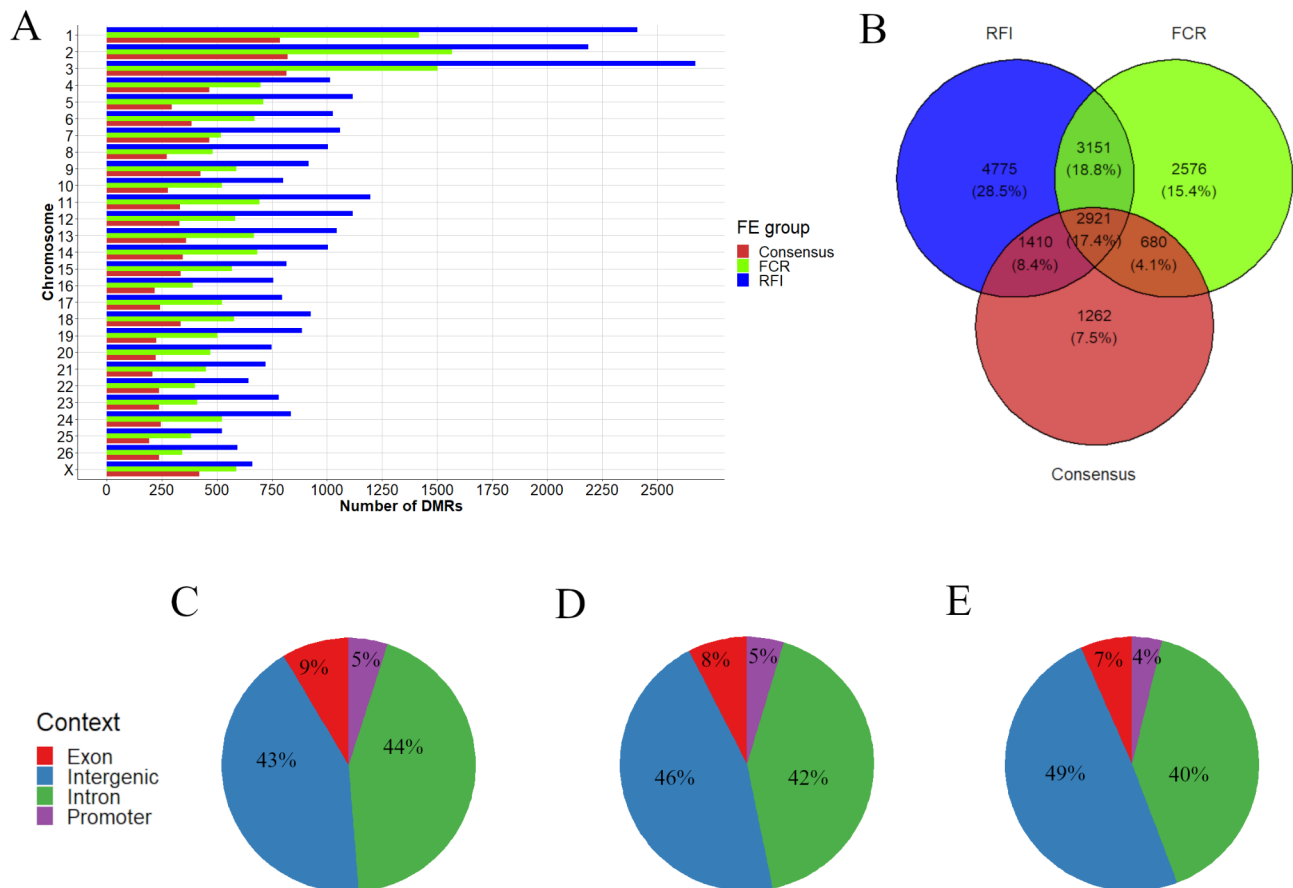 A
1
2
3
4
5
6
7
8
9
10
11
12
13
14
15
16
17
18
19
20
21
22
23
24
25
26
X
Chromosome
0 250 500 750 1000 1250 1500 1750 2000 2250 2500
Number of DMRs
FE group
Consensus
FCR
RFI
B
RFI FCR
4775
(28.5%)
3151
(18.8%)
2576
(15.4%)
2921
(17.4%)
1410
(8.4%)
680
(4.1%)
1262
(7.5%)
Consensus
Context
Exon
Intergenic
Intron
Promoter
C
9% 5%
43% 44%
D
8% 5%
46% 42%
E
7% 4%
49% 40%